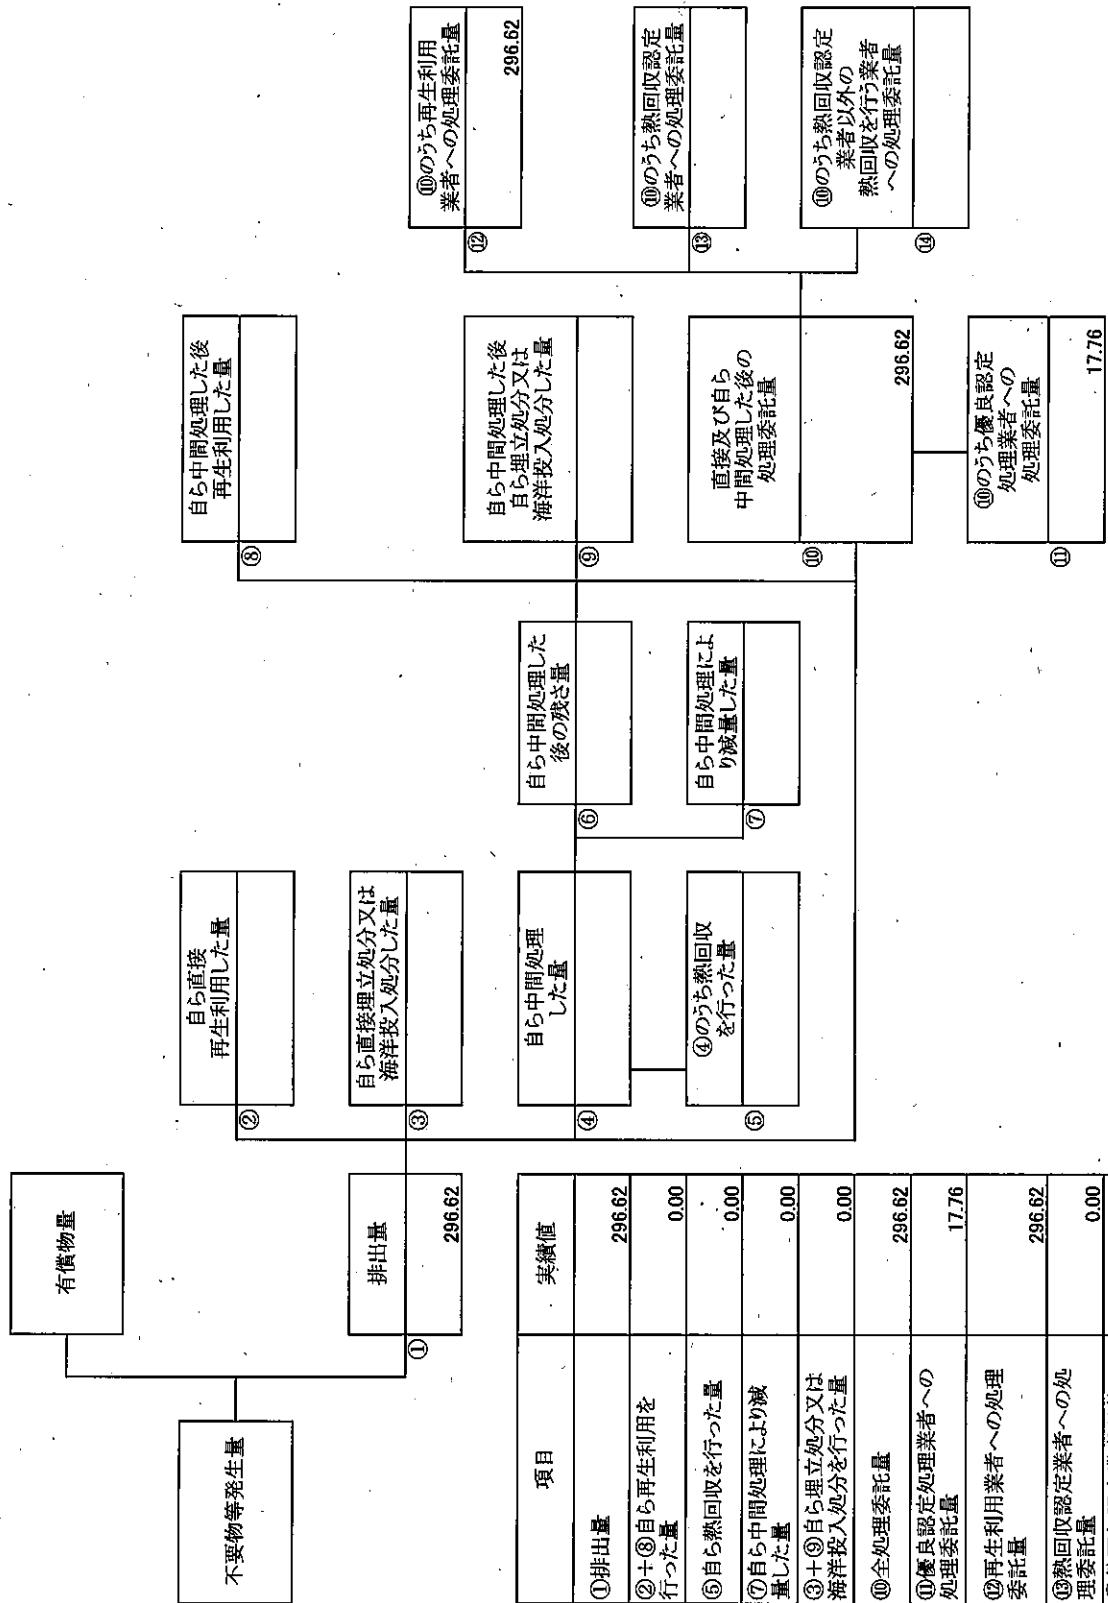 不要物等発生量
有償物量
①
排出量
296.62
②
自ら直接
再生利用した量
③
自ら直接埋立処分又は
海洋投入処分した量
④
自ら中間処理
した量
⑤
④のうち熱回収
を行った量
⑥
自ら中間処理した
後の残さ量
⑦
自ら中間処理によ
り減量した量
⑧
自ら中間処理した後
再生利用した量
⑨
自ら中間処理した後
自ら埋立処分又は
海洋投入処分した量
⑩
直接及び自ら
中間処理した後の
処理委託量
296.62
⑪
⑩のうち優良認定
処理業者への
処理委託量
17.76
⑫
⑩のうち再生利用
業者への処理委託量
296.62
⑬
⑩のうち熱回収認定
業者への処理委託量
⑭
⑩のうち熱回収認定
業者以外の
熱回収を行う業者
への処理委託量
項目
実績値
①排出量
296.62
②+⑧自ら再生利用を
行った量
0.00
⑤自ら熱回収を行った量
0.00
⑦自ら中間処理により減
量した量
0.00
③+⑨自ら埋立処分又は
海洋投入処分を行った量
0.00
⑩全処理委託量
296.62
⑪優良認定処理業者への
処理委託量
17.76
⑫再生利用業者への処理
委託量
296.62
⑬熱回収認定業者への処
理委託量
0.00